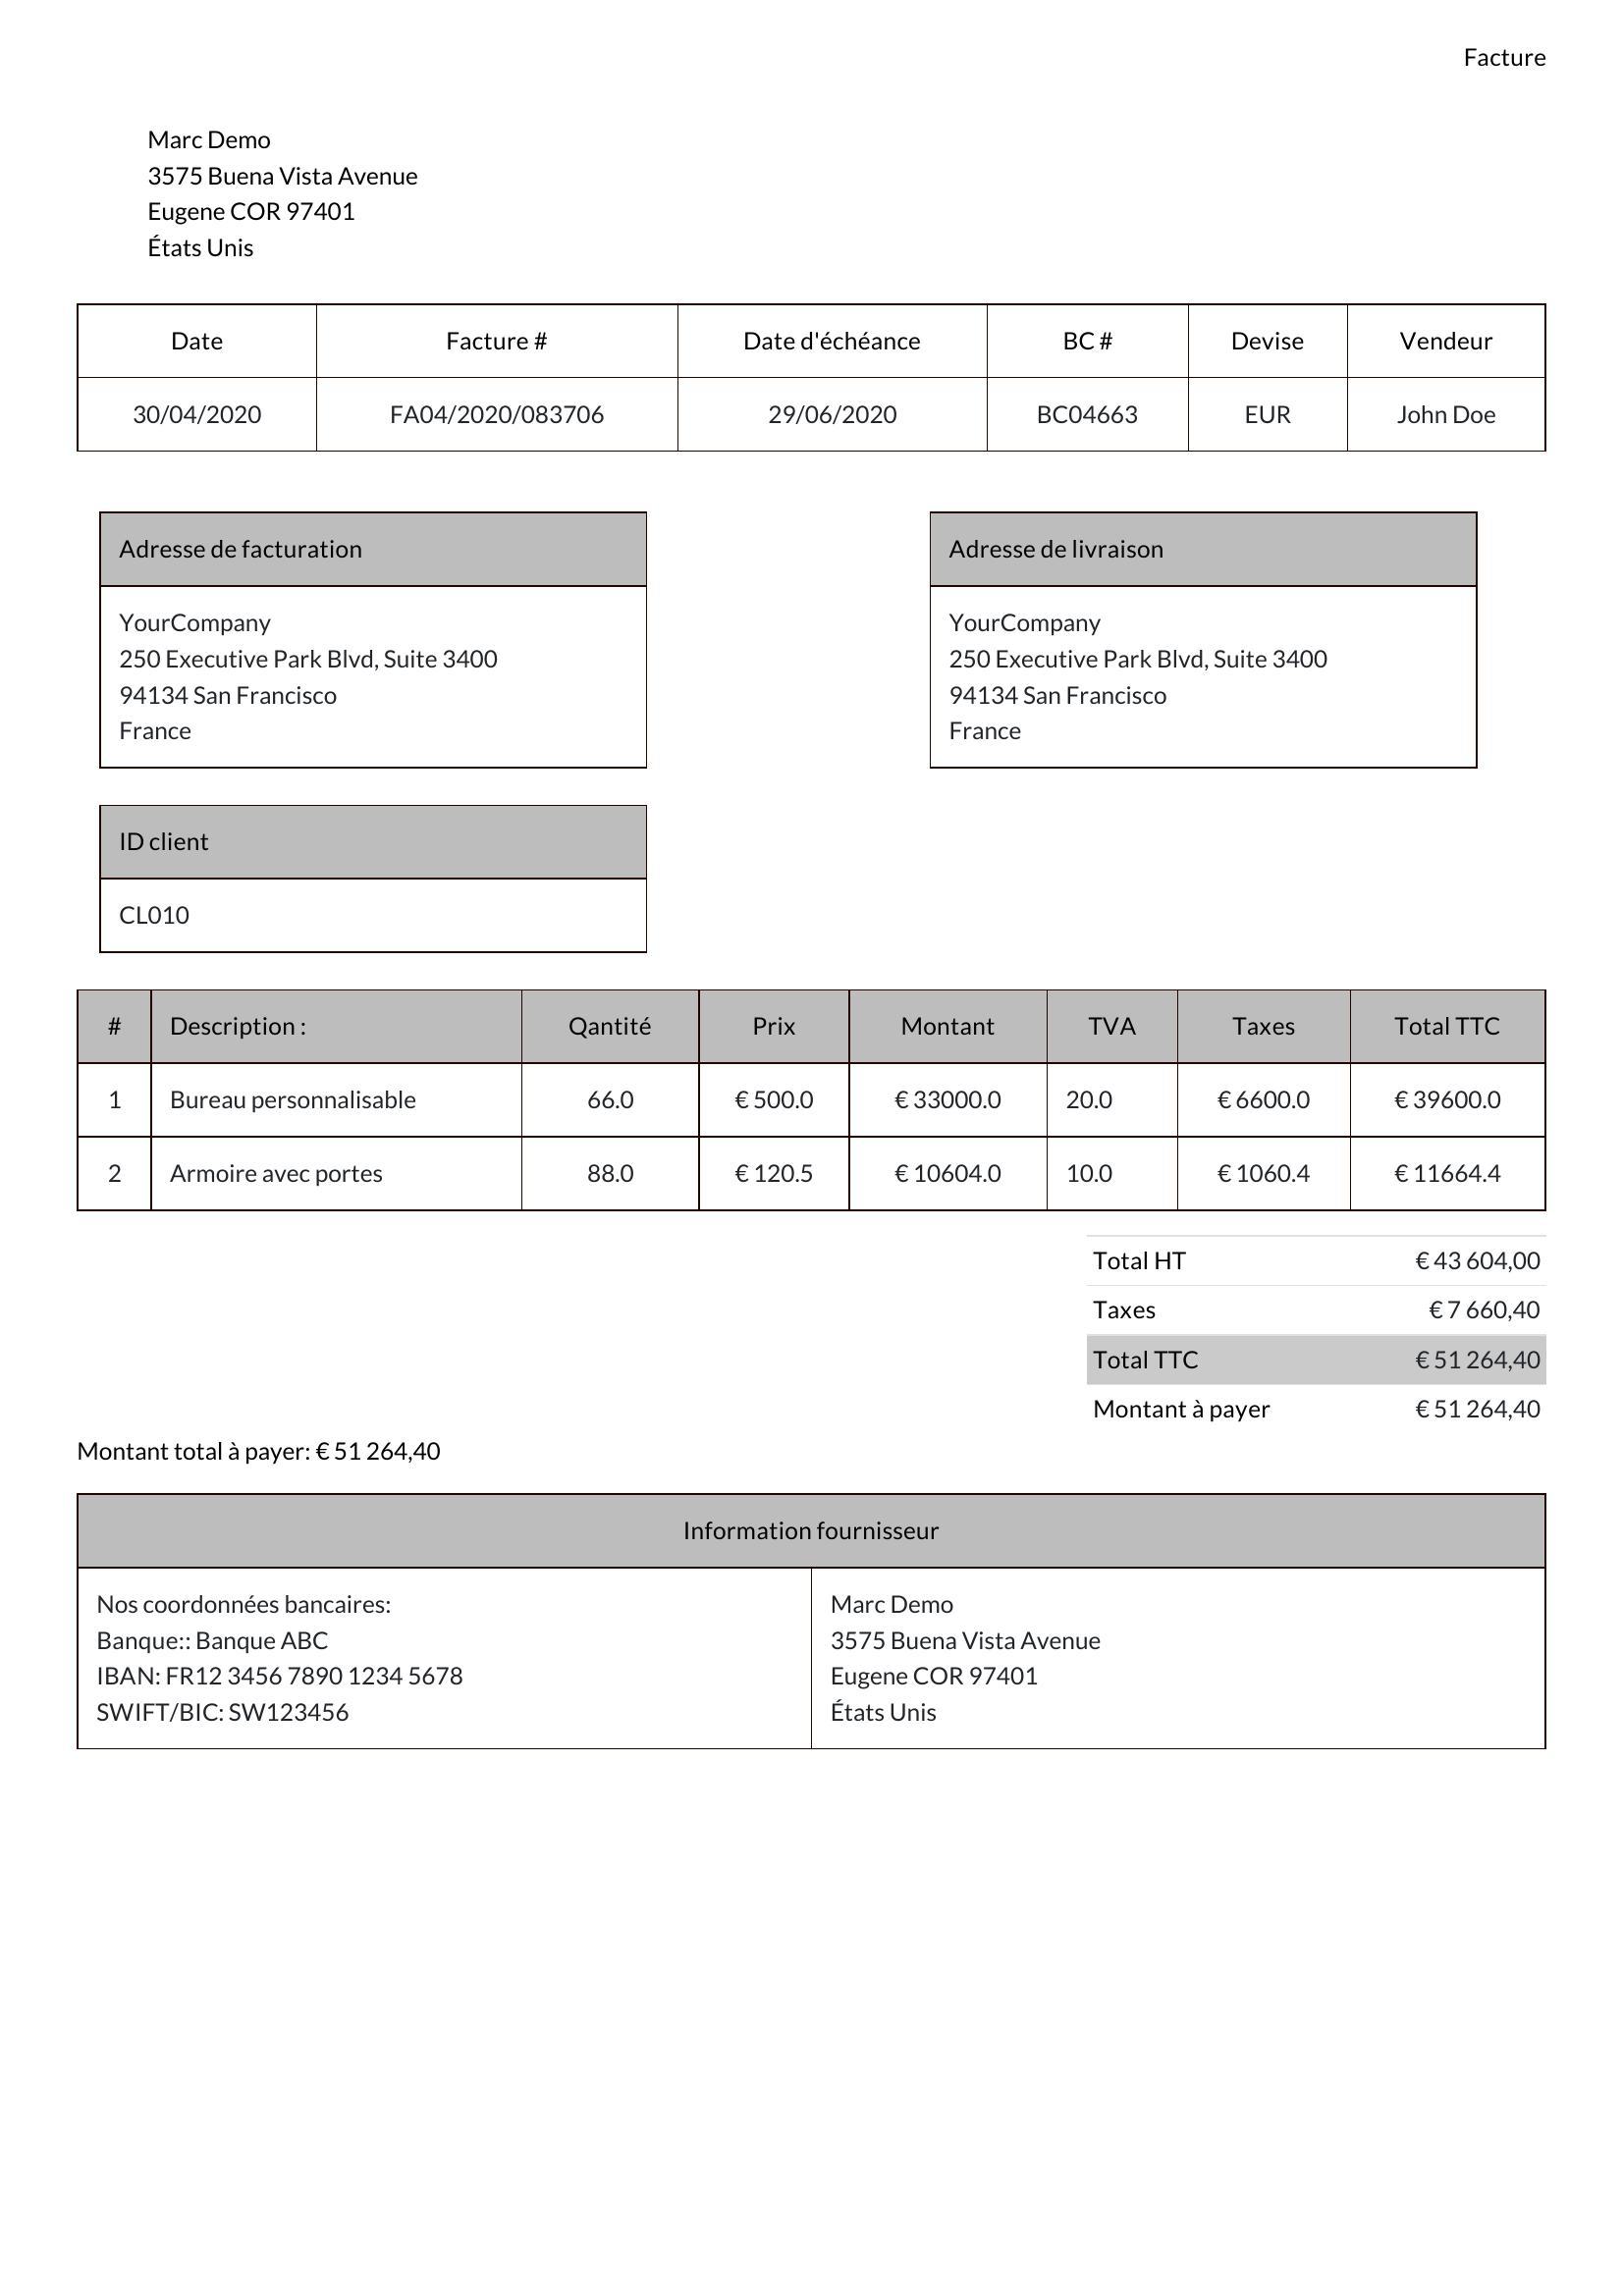 Facture
Marc Demo
3575 Buena Vista Avenue
Eugene COR 97401
États Unis
Date Facture # Date d'échéance BC # Devise Vendeur
30/04/2020 FA04/2020/083706 29/06/2020 BC04663 EUR John Doe
Adresse de facturation
YourCompany
250 Executive Park Blvd, Suite 3400
94134 San Francisco
France
Adresse de livraison
YourCompany
250 Executive Park Blvd, Suite 3400
94134 San Francisco
France
ID client
CL010
# Description : Qantité Prix Montant TVA Taxes Total TTC
1 Bureau personnalisable 66.0 € 500.0 € 33000.0 20.0 € 6600.0 € 39600.0
2 Armoire avec portes 88.0 € 120.5 € 10604.0 10.0 € 1060.4 € 11664.4
Total HT € 43 604,00
Taxes € 7 660,40
Total TTC € 51 264,40
Montant à payer € 51 264,40
Montant total à payer: € 51 264,40
Information fournisseur
Nos coordonnées bancaires:
Banque:: Banque ABC
IBAN: FR12 3456 7890 1234 5678
SWIFT/BIC: SW123456
Marc Demo
3575 Buena Vista Avenue
Eugene COR 97401
États Unis